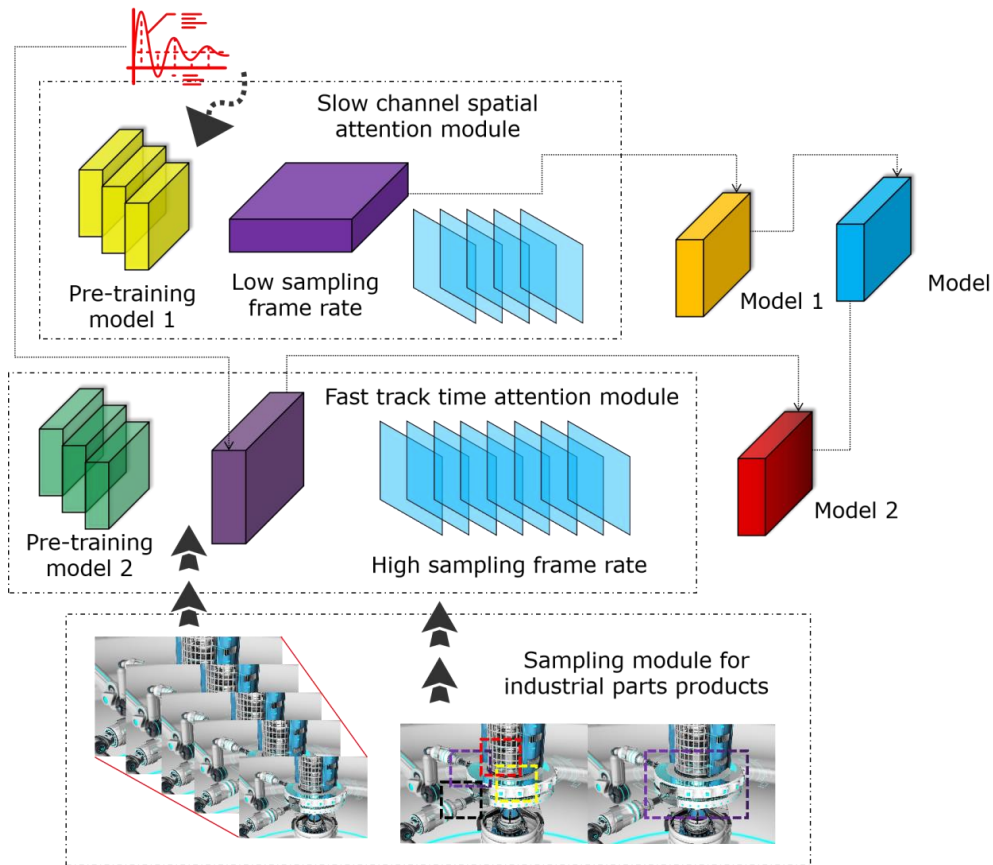 Slow channel spatial
attention module
Pre-training
model 1
Low sampling
frame rate
Model 1
Model
Fast track time attention module
Pre-training
model 2
High sampling frame rate
Model 2
Sampling module for
industrial parts products